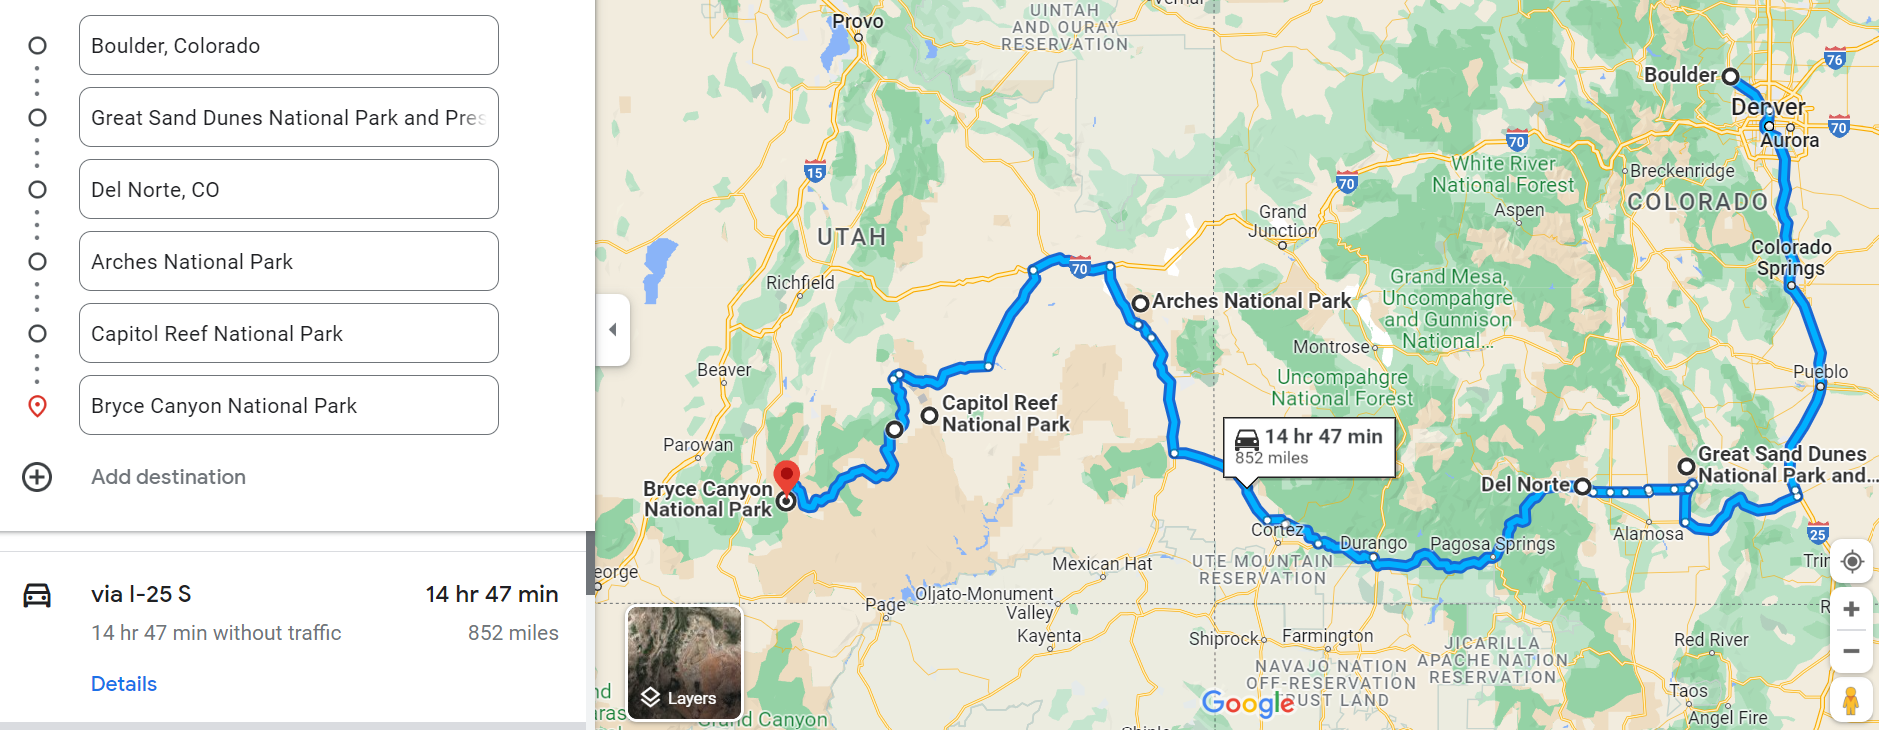 Boulder, Colorado
Great Sand Dunes National Park and Pres
Del Norte, CO
Arches National Park
Capitol Reef National Park
Bryce Canyon National Park
Add destination
via I-25 S
14 hr 47 min
14 hr 47 min without traffic
852 miles
Details
Provo
UINTAH
AND OURAY
RESERVATION
Vernal
76
Boulder
Denver
70
Aurora
70
White River
National Forest
15
70
Breckenridge
COLORADO
Aspen
Grand
Junction
UTAH
Colorado
Springs
70
Richfield
Grand Mesa,
Uncompahgre
and Gunnison
National...
Arches National Park
Montrose
Beaver
Pueblo
Uncompahgre
National Forest
Capitol Reef
National Park
Parowan
14 hr 47 min
852 miles
Great Sand Dunes
National Park and...
Bryce Canyon
National Park
Del Norte
Cortez
Durango
Pagosa Springs
Alamosa
25
Trin
Mexican Hat
UTE MOUNTAIN
RESERVATION
eorge
Page
Oljato-Monument
Valley
Kayenta
Shiprock
Farmington
JICARILLA
APACHE NATION
RESERVATION
Red River
R
NAVAJO NATION
OFF-RESERVATION
TRUST LAND
Taos
Angel Fire
Layers
nd
aras
Grand Canyon
Google